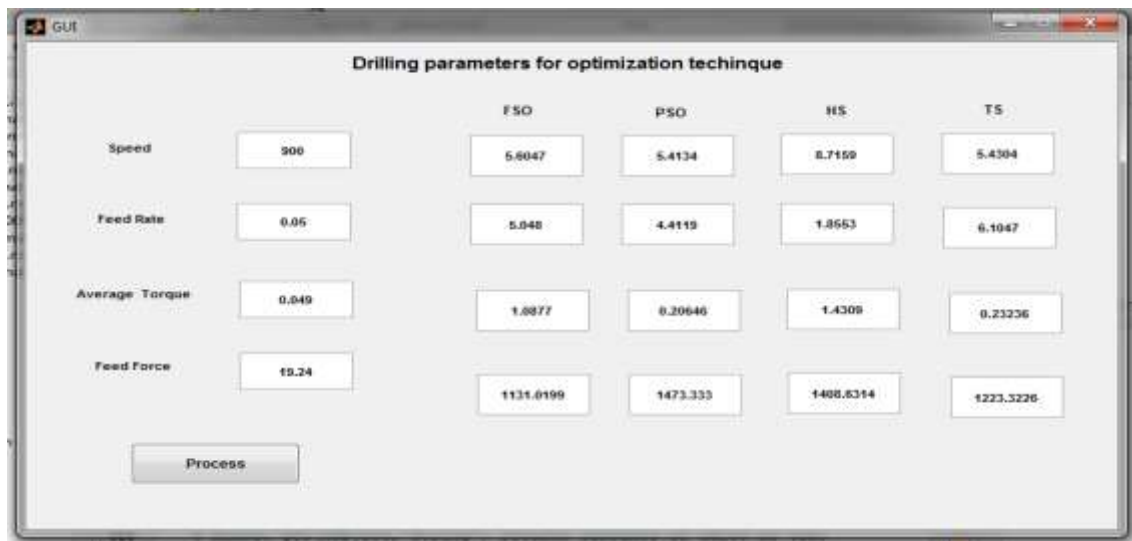 GUI
Drilling parameters for optimization techinque
FSO PSO HS TS
Speed 900 5.6047 5.4134 8.7159 5.4304
Feed Rate 0.05 5.048 4.4119 1.8553 6.1047
Average Torque 0.049 1.0877 0.20646 1.4309 0.23236
Feed Force 19.24 1131.0199 1473.333 1408.6314 1223.3226
Process